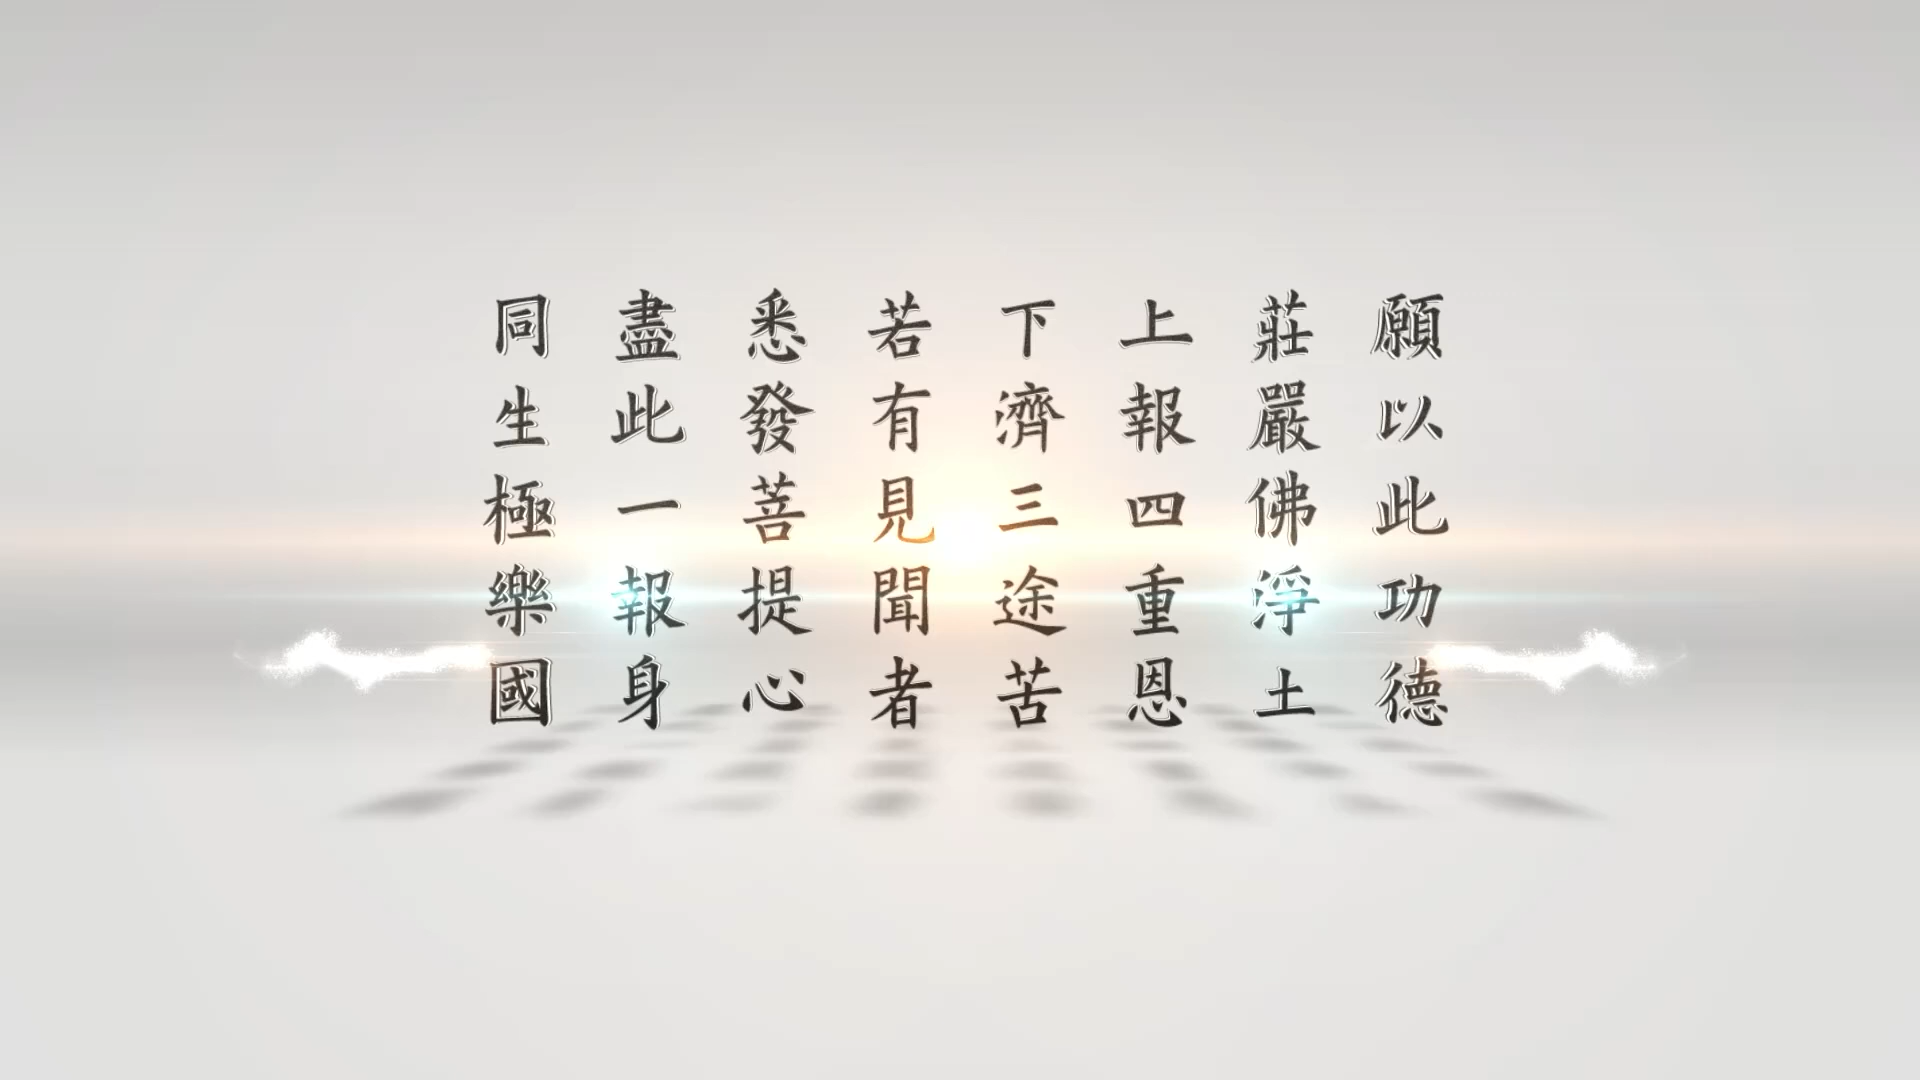 願以此功德
莊嚴佛淨土
上報四重恩
下濟三途苦
若有見聞者
悉發菩提心
盡此一報身
同生極樂國